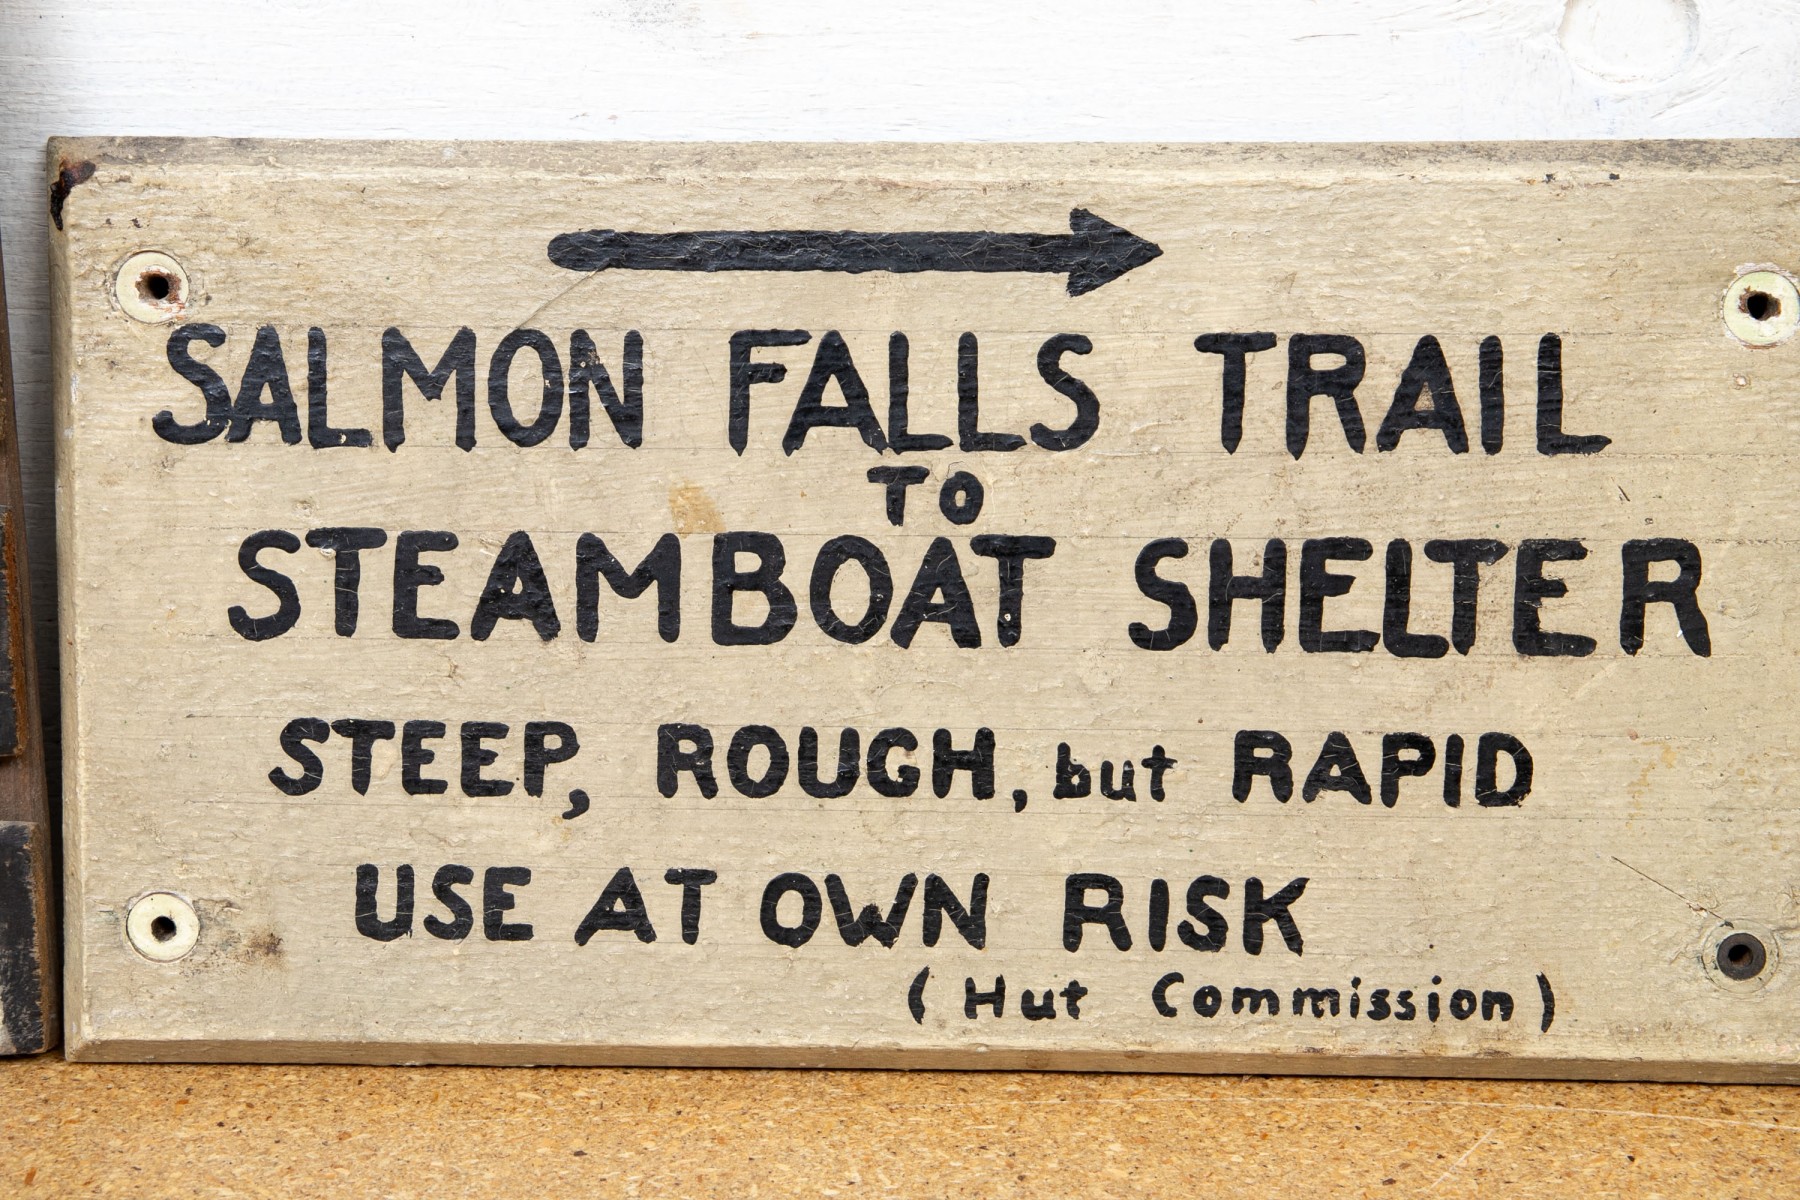 SALMON FALLS TRAIL
TO
STEAMBOAT SHELTER
STEEP, ROUGH, but RAPID
USE AT OWN RISK
( Hut Commission )